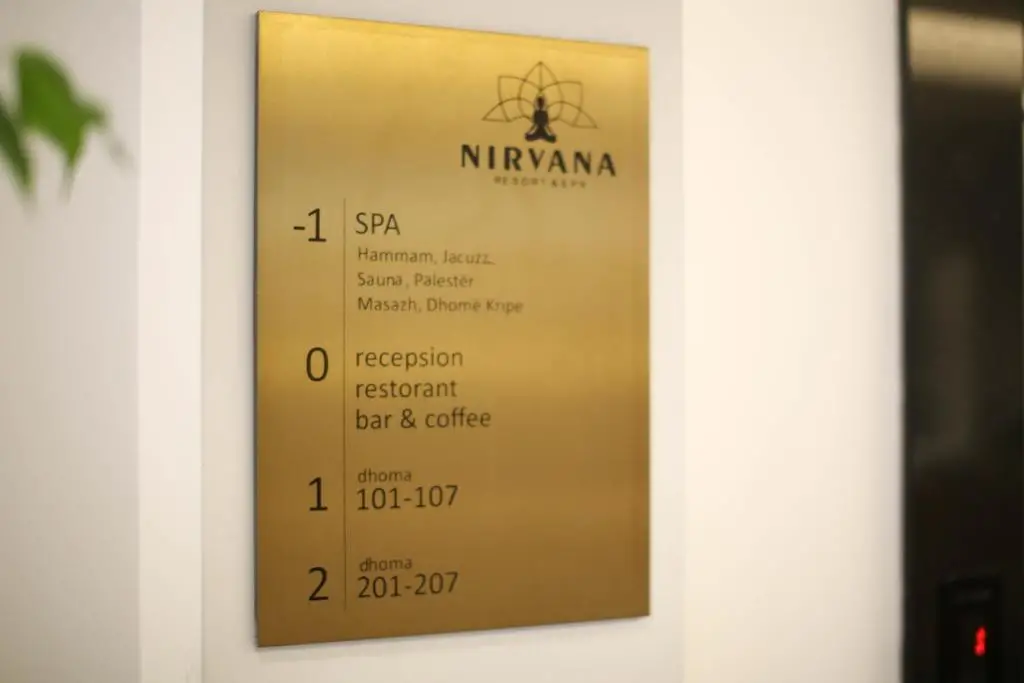 NIRVANA
RESORT & SPA
-1 SPA
Hammam, Jacuzz
Sauna, Palestër
Masazh, Dhomë Kripe
0 recepsion
restorant
bar & coffee
dhoma
1 101-107
dhoma
2 201-207